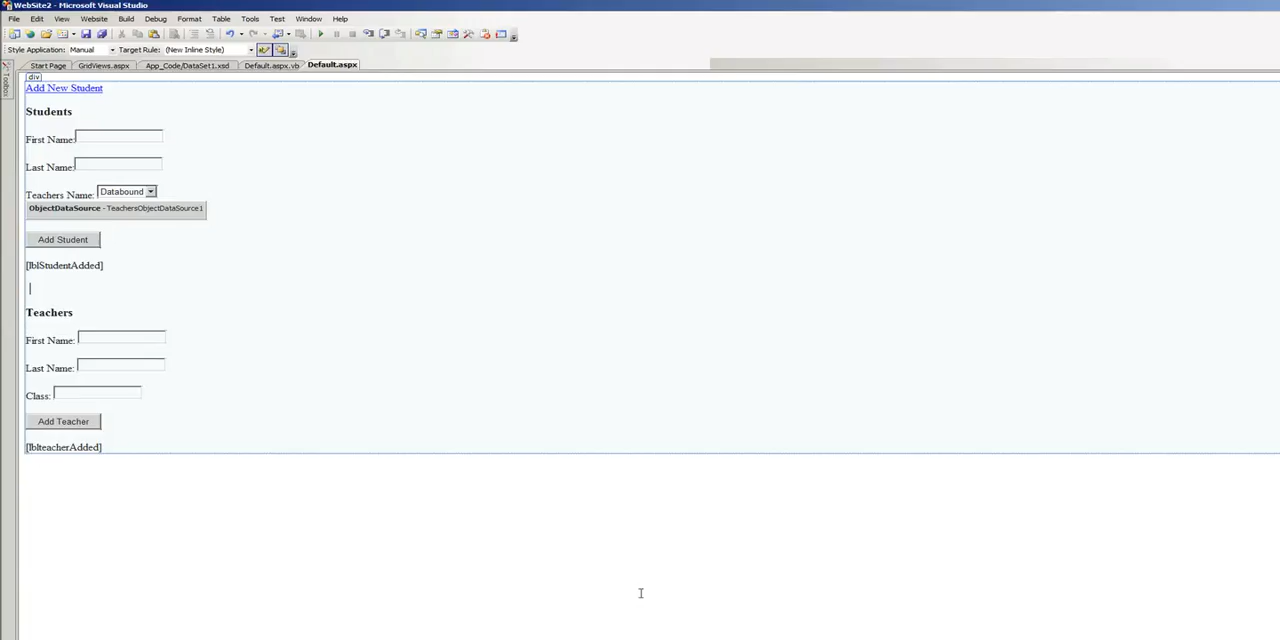 WebSite2 - Microsoft Visual Studio
File Edit View Website Build Debug Format Table Tools Test Window Help
Style Application: Manual Target Rule: (New Inline Style)
Start Page GridViews.aspx App_Code/DataSet1.xsd Default.aspx.vb Default.aspx
Toolbox
div
Add New Student
Students
First Name:
Last Name:
Teachers Name: Databound
ObjectDataSource - TeachersObjectDataSource1
Add Student
[lblStudentAdded]
Teachers
First Name:
Last Name:
Class:
Add Teacher
[lblteacherAdded]